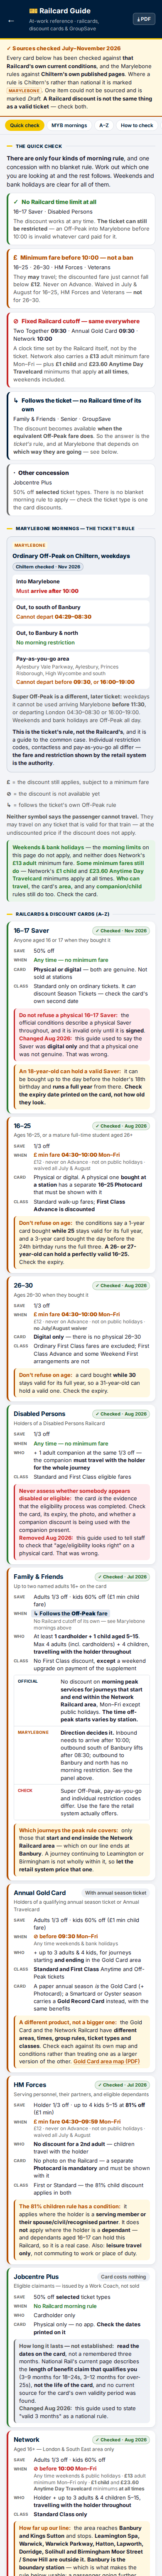 ←
🎫 Railcard Guide
At-work reference · railcards,
discount cards & GroupSave
⤓ PDF
✓ Sources checked July–November 2026
Every card below has been checked against that
Railcard's own current conditions, and the Marylebone
mornings against Chiltern's own published pages. Where a
rule is Chiltern's rather than national it is marked
MARYLEBONE. One item could not be confirmed and is
marked Draft. A Railcard discount is not the same thing
as a valid ticket — check both.
Quick check
MYB mornings
A–Z
How to check
THE QUICK CHECK
There are only four kinds of morning rule, and one
concession with no blanket rule. Work out which one you
are looking at and the rest follows. Weekends and bank
holidays are clear for all of them.
✓ No Railcard time limit at all
16–17 Saver · Disabled Persons
The discount works at any time. The ticket can still
be restricted — an Off-Peak into Marylebone before
10:00 is invalid whatever card paid for it.
£ Minimum fare before 10:00 — not a ban
16–25 · 26–30 · HM Forces · Veterans
They may travel; the discounted fare just cannot fall
below £12. Never on Advance. Waived in July &
August for 16–25, HM Forces and Veterans — not
for 26–30.
⊘ Fixed Railcard cutoff — same everywhere
Two Together 09:30 · Annual Gold Card 09:30 ·
Network 10:00
A clock time set by the Railcard itself, not by the
ticket. Network also carries a £13 adult minimum fare
Mon–Fri — plus £1 child and £23.60 Anytime Day
Travelcard minimums that apply at all times,
weekends included.
↳ Follows the ticket — no Railcard time of its
own
Family & Friends · Senior · GroupSave
The discount becomes available when the
equivalent Off-Peak fare does. So the answer is the
ticket's rule, and at Marylebone that depends on
which way they are going — see below.
· Other concession
Jobcentre Plus
50% off selected ticket types. There is no blanket
morning rule to apply — check the ticket type is one
the card discounts.
MARYLEBONE MORNINGS — THE TICKET'S RULE
MARYLEBONE
Ordinary Off-Peak on Chiltern, weekdays
Chiltern checked · Nov 2026
Into Marylebone
Must arrive after 10:00
Out, to south of Banbury
Cannot depart 04:29–08:30
Out, to Banbury & north
No morning restriction
Pay-as-you-go area
Aylesbury Vale Parkway, Aylesbury, Princes
Risborough, High Wycombe and south
Cannot depart before 09:30, or 16:00–19:00
Super Off-Peak is a different, later ticket: weekdays
it cannot be used arriving Marylebone before 11:30,
or departing London 04:30–08:30 or 16:00–19:00.
Weekends and bank holidays are Off-Peak all day.
This is the ticket's rule, not the Railcard's, and it is
a guide to the common case. Individual restriction
codes, contactless and pay-as-you-go all differ —
the fare and restriction shown by the retail system
is the authority.
£ = the discount still applies, subject to a minimum fare
⊘ = the discount is not available yet
↳ = follows the ticket's own Off-Peak rule
Neither symbol says the passenger cannot travel. They
may travel on any ticket that is valid for that train — at the
undiscounted price if the discount does not apply.
Weekends & bank holidays: the morning limits on
this page do not apply, and neither does Network's
£13 adult minimum fare. Some minimum fares still
do — Network's £1 child and £23.60 Anytime Day
Travelcard minimums apply at all times. Who can
travel, the card's area, and any companion/child
rules still do too. Check the card.
RAILCARDS & DISCOUNT CARDS (A–Z)
16–17 Saver
✓ Checked · Nov 2026
Anyone aged 16 or 17 when they bought it
SAVE 50% off
WHEN Any time — no minimum fare
CARD Physical or digital — both are genuine. Not
sold at stations
CLASS Standard only on ordinary tickets. It can
discount Season Tickets — check the card's
own second date
Do not refuse a physical 16–17 Saver: the
official conditions describe a physical Saver
throughout, and it is invalid only until it is signed.
Changed Aug 2026: this guide used to say the
Saver was digital only and that a physical one
was not genuine. That was wrong.
An 18-year-old can hold a valid Saver: it can
be bought up to the day before the holder's 18th
birthday and runs a full year from there. Check
the expiry date printed on the card, not how old
they look.
16–25
✓ Checked · Aug 2026
Ages 16–25, or a mature full-time student aged 26+
SAVE 1/3 off
WHEN £ min fare 04:30–10:00 Mon–Fri
£12 · never on Advance · not on public holidays ·
waived all July & August
CARD Physical or digital. A physical one bought at
a station has a separate 16-25 Photocard
that must be shown with it
CLASS Standard walk-up fares; First Class
Advance is discounted
Don't refuse on age: the conditions say a 1-year
card bought while 25 stays valid for its full year,
and a 3-year card bought the day before the
24th birthday runs the full three. A 26- or 27-
year-old can hold a perfectly valid 16–25.
Check the expiry.
26–30
✓ Checked · Aug 2026
Ages 26–30 when they bought it
SAVE 1/3 off
WHEN £ min fare 04:30–10:00 Mon–Fri
£12 · never on Advance · not on public holidays ·
no July/August waiver
CARD Digital only — there is no physical 26–30
CLASS Ordinary First Class fares are excluded; First
Class Advance and some Weekend First
arrangements are not
Don't refuse on age: a card bought while 30
stays valid for its full year, so a 31-year-old can
hold a valid one. Check the expiry.
Disabled Persons
✓ Checked · Aug 2026
Holders of a Disabled Persons Railcard
SAVE 1/3 off
WHEN Any time — no minimum fare
WHO + 1 adult companion at the same 1/3 off —
the companion must travel with the holder
for the whole journey
CLASS Standard and First Class eligible fares
Never assess whether somebody appears
disabled or eligible: the card is the evidence
that the eligibility process was completed. Check
the card, its expiry, the photo, and whether a
companion discount is being used with the
companion present.
Removed Aug 2026: this guide used to tell staff
to check that "age/eligibility looks right" on a
physical card. That was wrong.
Family & Friends
✓ Checked · Jul 2026
Up to two named adults 16+ on the card
SAVE Adults 1/3 off · kids 60% off (£1 child min
fare)
WHEN ↳ Follows the Off-Peak fare
No Railcard cutoff of its own — see Marylebone
mornings above
WHO At least 1 cardholder + 1 child aged 5–15.
Max 4 adults (incl. cardholders) + 4 children,
travelling with the holder throughout
CLASS No First Class discount, except a weekend
upgrade on payment of the supplement
OFFICIAL No discount on morning peak
services for journeys that start
and end within the Network
Railcard area, Mon–Fri except
public holidays. The time off-
peak starts varies by station.
MARYLEBONE Direction decides it. Inbound
needs to arrive after 10:00;
outbound south of Banbury lifts
after 08:30; outbound to
Banbury and north has no
morning restriction. See the
panel above.
CHECK Super Off-Peak, pay-as-you-go
and individual restriction codes
differ. Use the fare the retail
system actually offers.
Which journeys the peak rule covers: only
those that start and end inside the Network
Railcard area — which on our line ends at
Banbury. A journey continuing to Leamington or
Birmingham is not wholly within it, so let the
retail system price that one.
Annual Gold Card
With annual season ticket
Holders of a qualifying annual season ticket or Annual
Travelcard
SAVE Adults 1/3 off · kids 60% off (£1 child min
fare)
WHEN ⊘ before 09:30 Mon–Fri
Any time weekends & bank holidays
WHO + up to 3 adults & 4 kids, for journeys
starting and ending in the Gold Card area
CLASS Standard and First Class Anytime and Off-
Peak tickets
CARD A paper annual season is the Gold Card (+
Photocard); a Smartcard or Oyster season
carries a Gold Record Card instead, with the
same benefits
A different product, not a bigger one: the Gold
Card and the Network Railcard have different
areas, times, group rules, ticket types and
classes. Check each against its own map and
conditions rather than treating one as a larger
version of the other. Gold Card area map (PDF)
HM Forces
✓ Checked · Jul 2026
Serving personnel, their partners, and eligible dependants
SAVE Holder 1/3 off · up to 4 kids 5–15 at 81% off
(£1 min)
WHEN £ min fare 04:30–09:59 Mon–Fri
£12 · never on Advance · not on public holidays ·
waived all July & August
WHO No discount for a 2nd adult — children
travel with the holder
CARD No photo on the Railcard — a separate
Photocard is mandatory and must be shown
with it
CLASS First or Standard — the 81% child discount
applies in both
The 81% children rule has a condition: it
applies where the holder is a serving member or
their spouse/civil/recognised partner. It does
not apply where the holder is a dependant —
and dependants aged 16–17 can hold this
Railcard, so it is a real case. Also: leisure travel
only, not commuting to work or place of duty.
Jobcentre Plus
Card costs nothing
Eligible claimants — issued by a Work Coach, not sold
SAVE 50% off selected ticket types
WHEN No Railcard morning rule
WHO Cardholder only
CARD Physical only — no app. Check the dates
printed on it
How long it lasts — not established: read the
dates on the card, not a remembered three
months. National Rail's current page describes
the length of benefit claim that qualifies you
(3–9 months for 18–24s, 3–12 months for over-
25s), not the life of the card, and no current
source for the card's own validity period was
found.
Changed Aug 2026: this guide used to state
"valid 3 months" as a national rule.
Network
✓ Checked · Aug 2026
Aged 16+ — London & South East area only
SAVE Adults 1/3 off · kids 60% off
WHEN ⊘ before 10:00 Mon–Fri
Any time weekends & public holidays · £13 adult
minimum Mon–Fri only · £1 child and £23.60
Anytime Day Travelcard minimums at all times
WHO Holder + up to 3 adults & 4 children 5–15,
travelling with the holder throughout
CLASS Standard Class only
How far up our line: the area ends at Banbury
and Kings Sutton and stops. Leamington Spa,
Warwick, Warwick Parkway, Hatton, Lapworth,
Dorridge, Solihull and Birmingham Moor Street
/ Snow Hill are outside it. Banbury is the